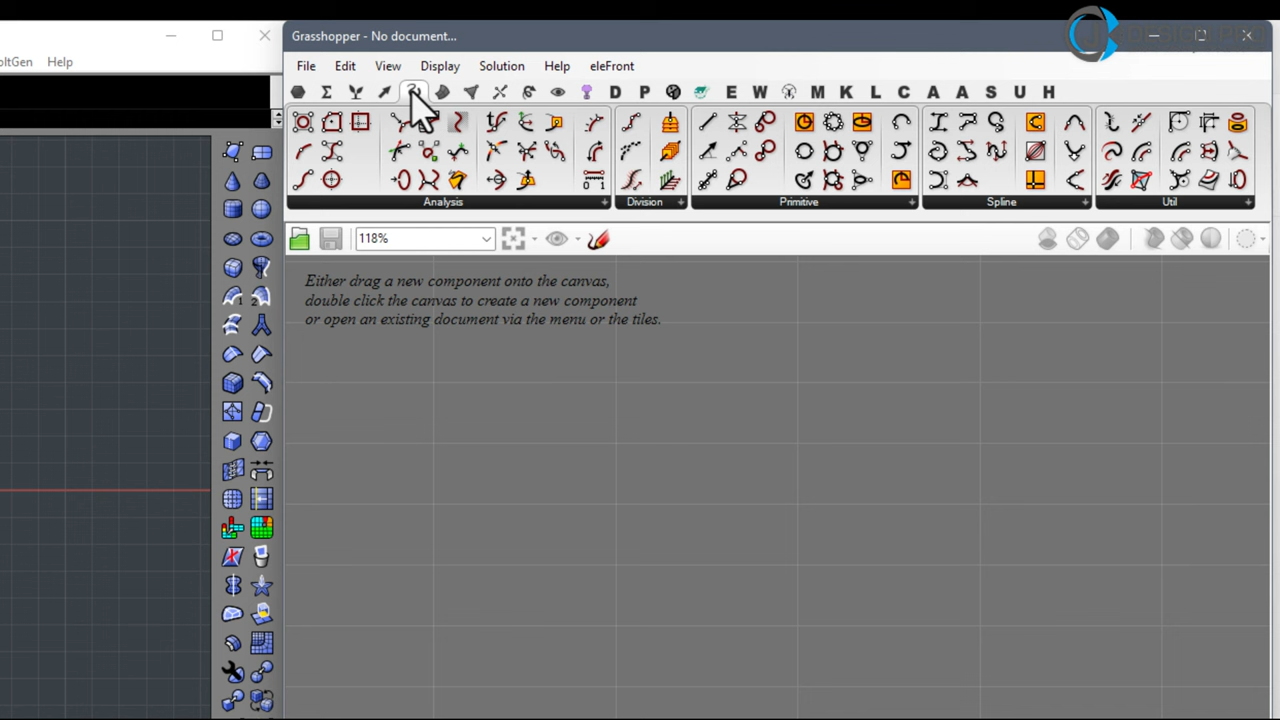 Grasshopper - No document...
oltGen Help
File Edit View Display Solution Help eleFront
D P E W M K L C A A S U H
Analysis Division Primitive Spline Util
118%
Either drag a new component onto the canvas,
double click the canvas to create a new component
or open an existing document via the menu or the tiles.